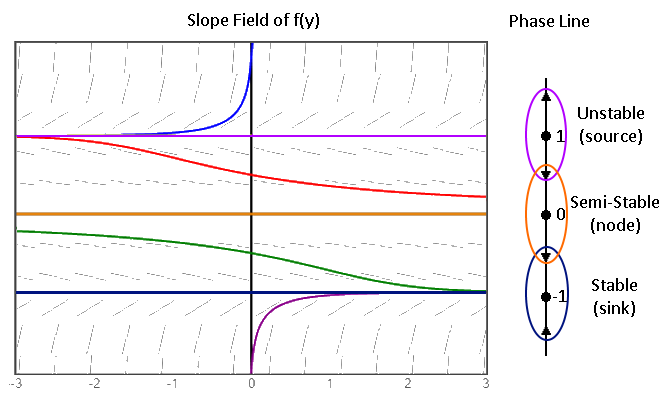 Slope Field of f(y)
Phase Line
Unstable
(source)
1
Semi-Stable
(node)
0
Stable
(sink)
-1
-3 -2 -1 0 1 2 3